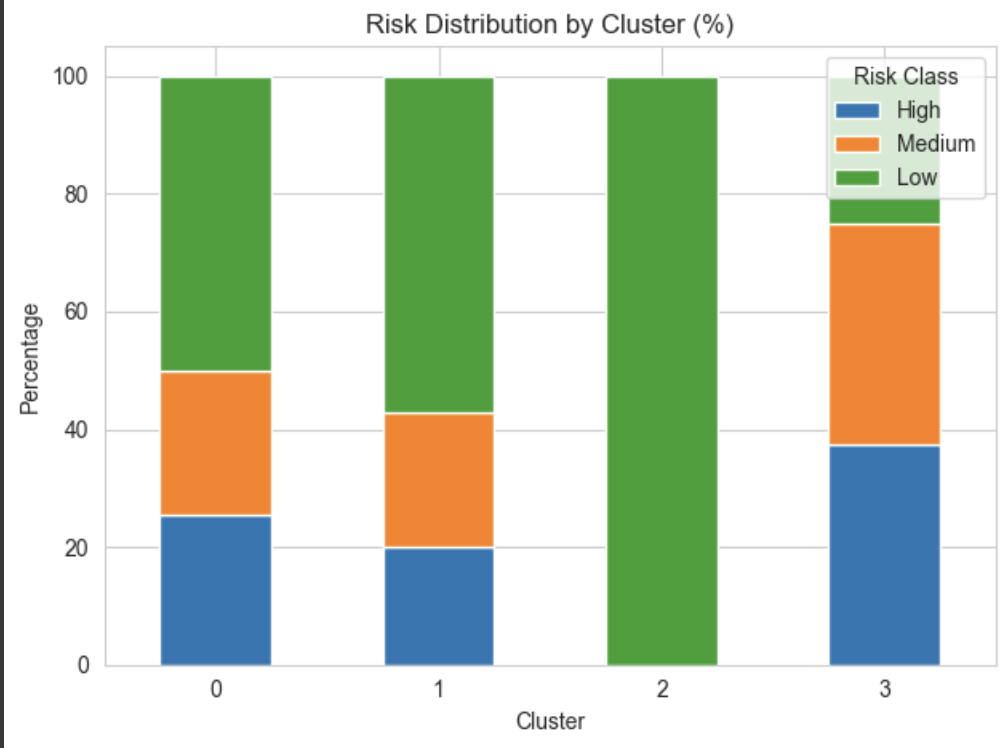 Risk Distribution by Cluster (%)
Risk Class
High
Medium
Low
100
80
60
40
20
0
Percentage
0 1 2 3
Cluster